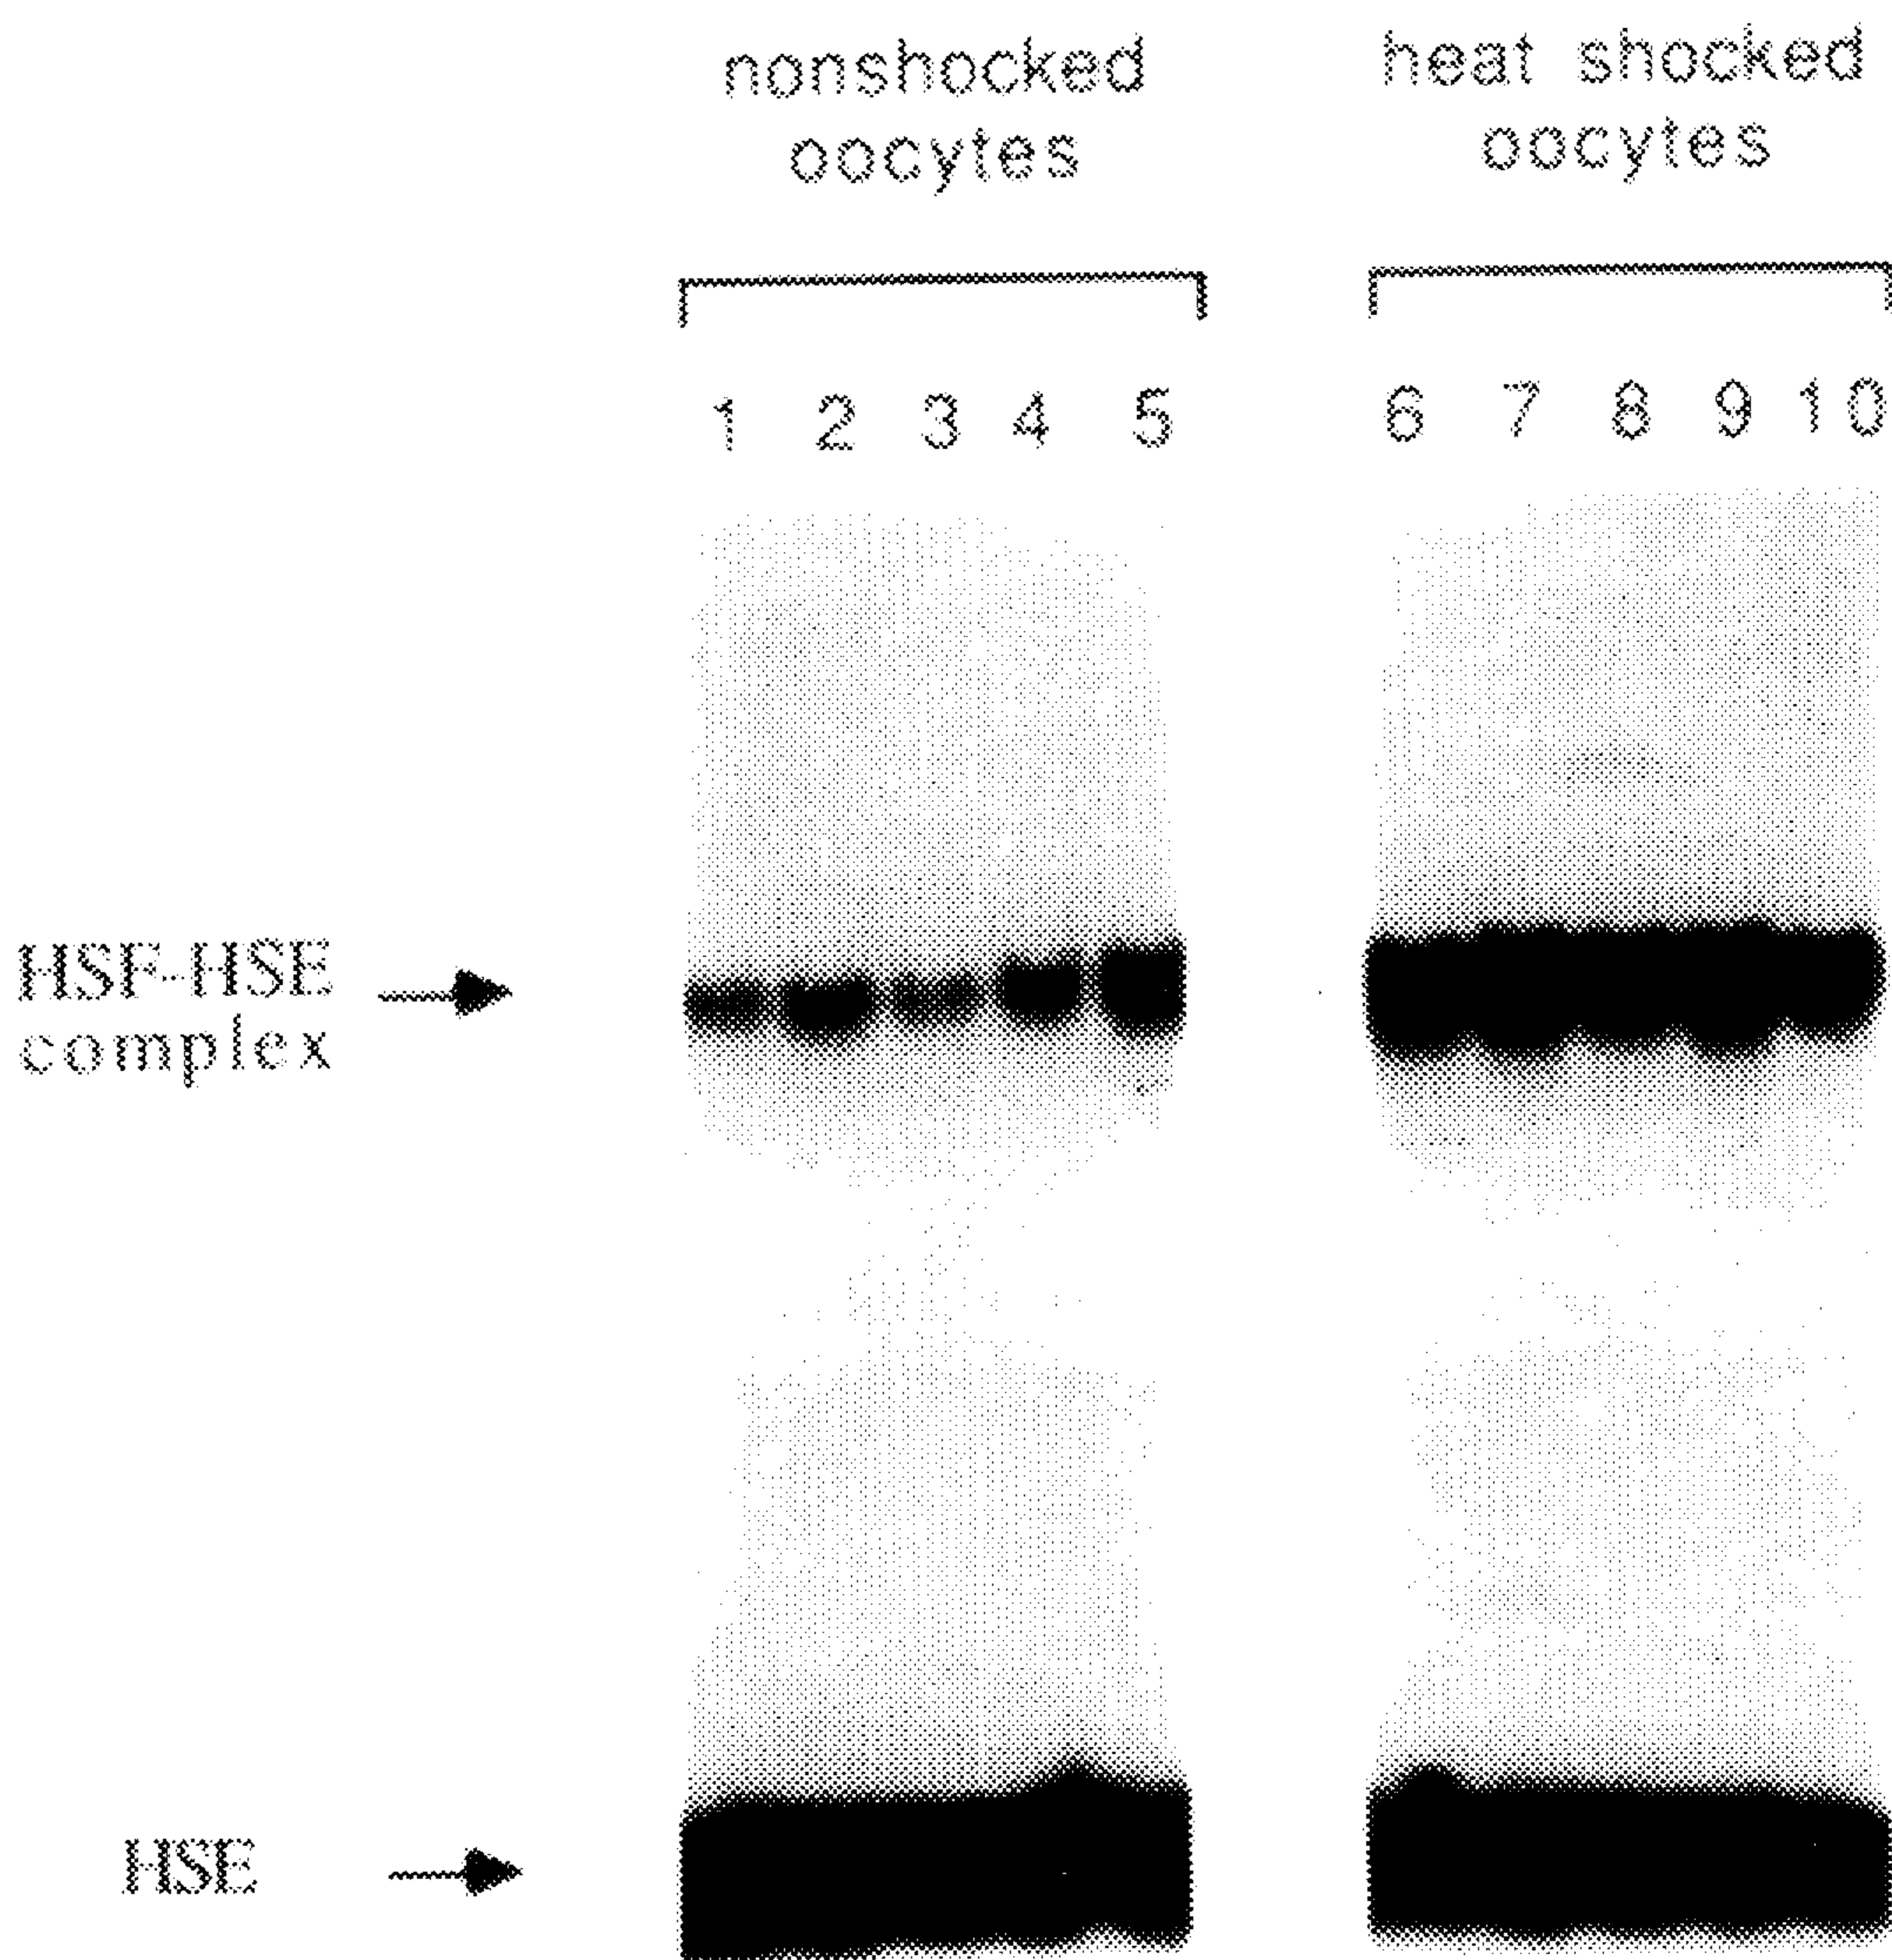 nonshocked
oocytes
heat shocked
oocytes
1 2 3 4 5
6 7 8 9 10
HSF-HSE
complex
HSE